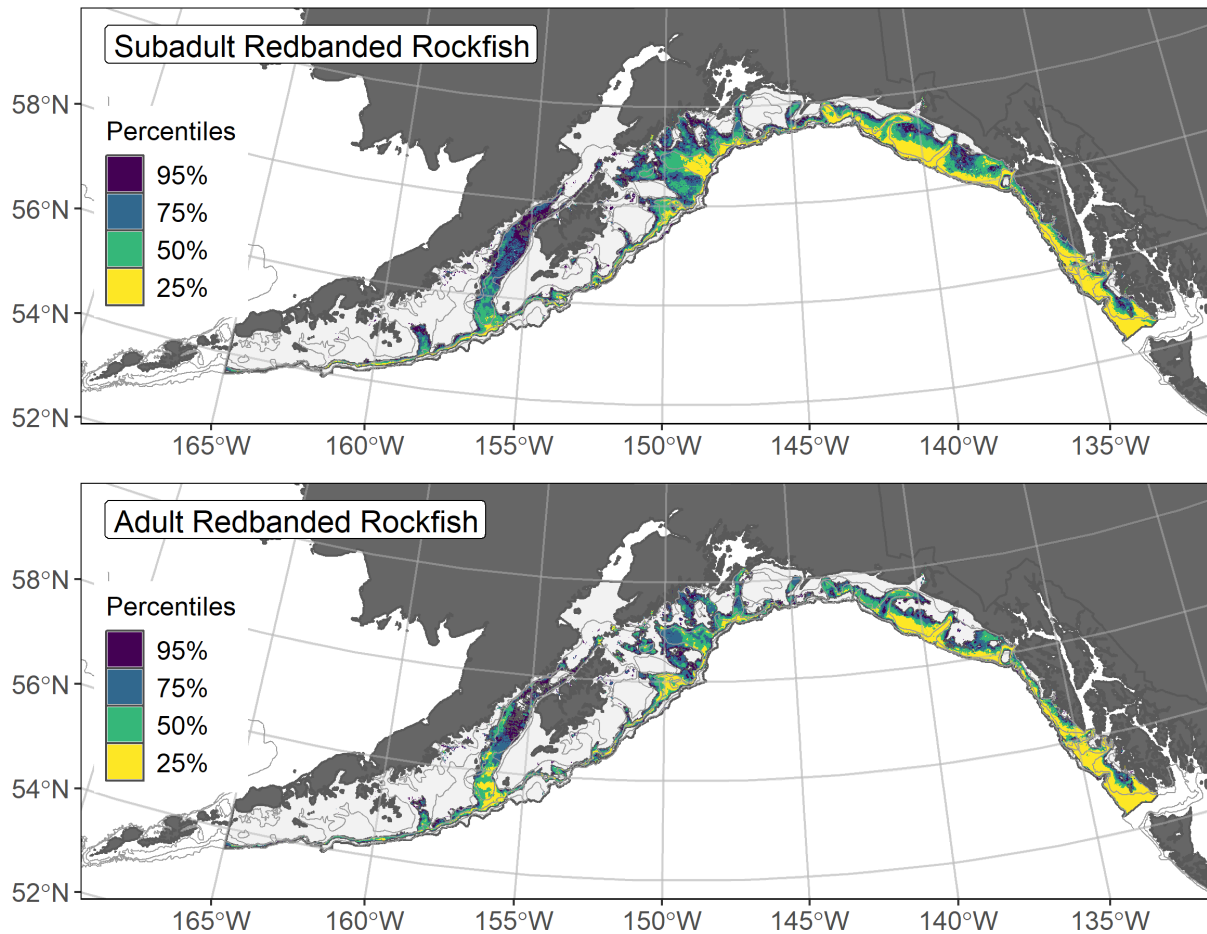 Subadult Redbanded Rockfish
58°N
56°N
54°N
52°N
Percentiles
95%
75%
50%
25%
165°W 160°W 155°W 150°W 145°W 140°W 135°W
Adult Redbanded Rockfish
58°N
56°N
54°N
52°N
Percentiles
95%
75%
50%
25%
165°W 160°W 155°W 150°W 145°W 140°W 135°W